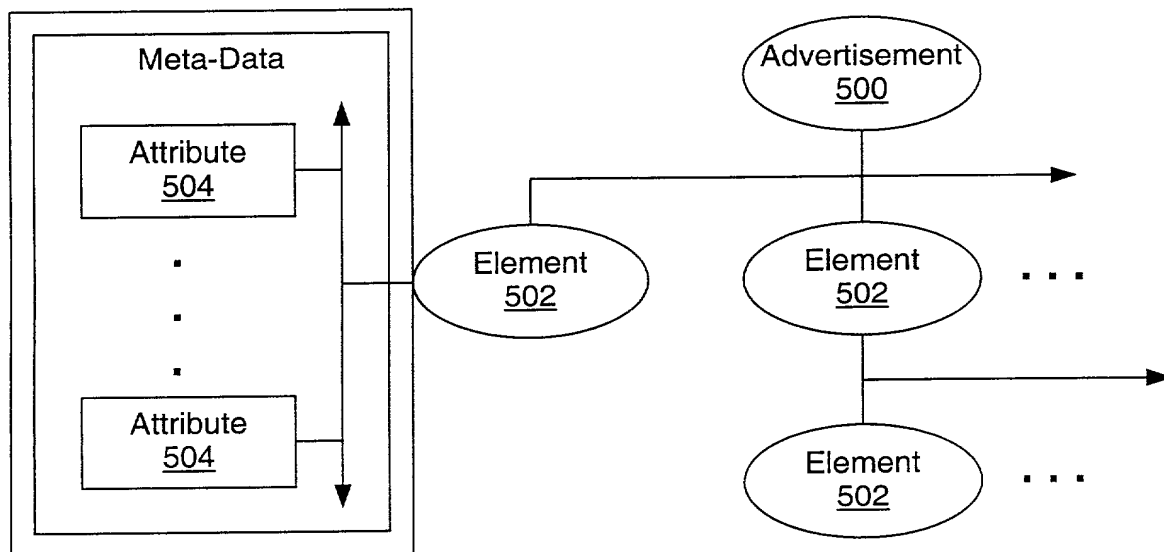 Meta-Data
Attribute
504
Attribute
504
Element
502
Advertisement
500
Element
502
Element
502